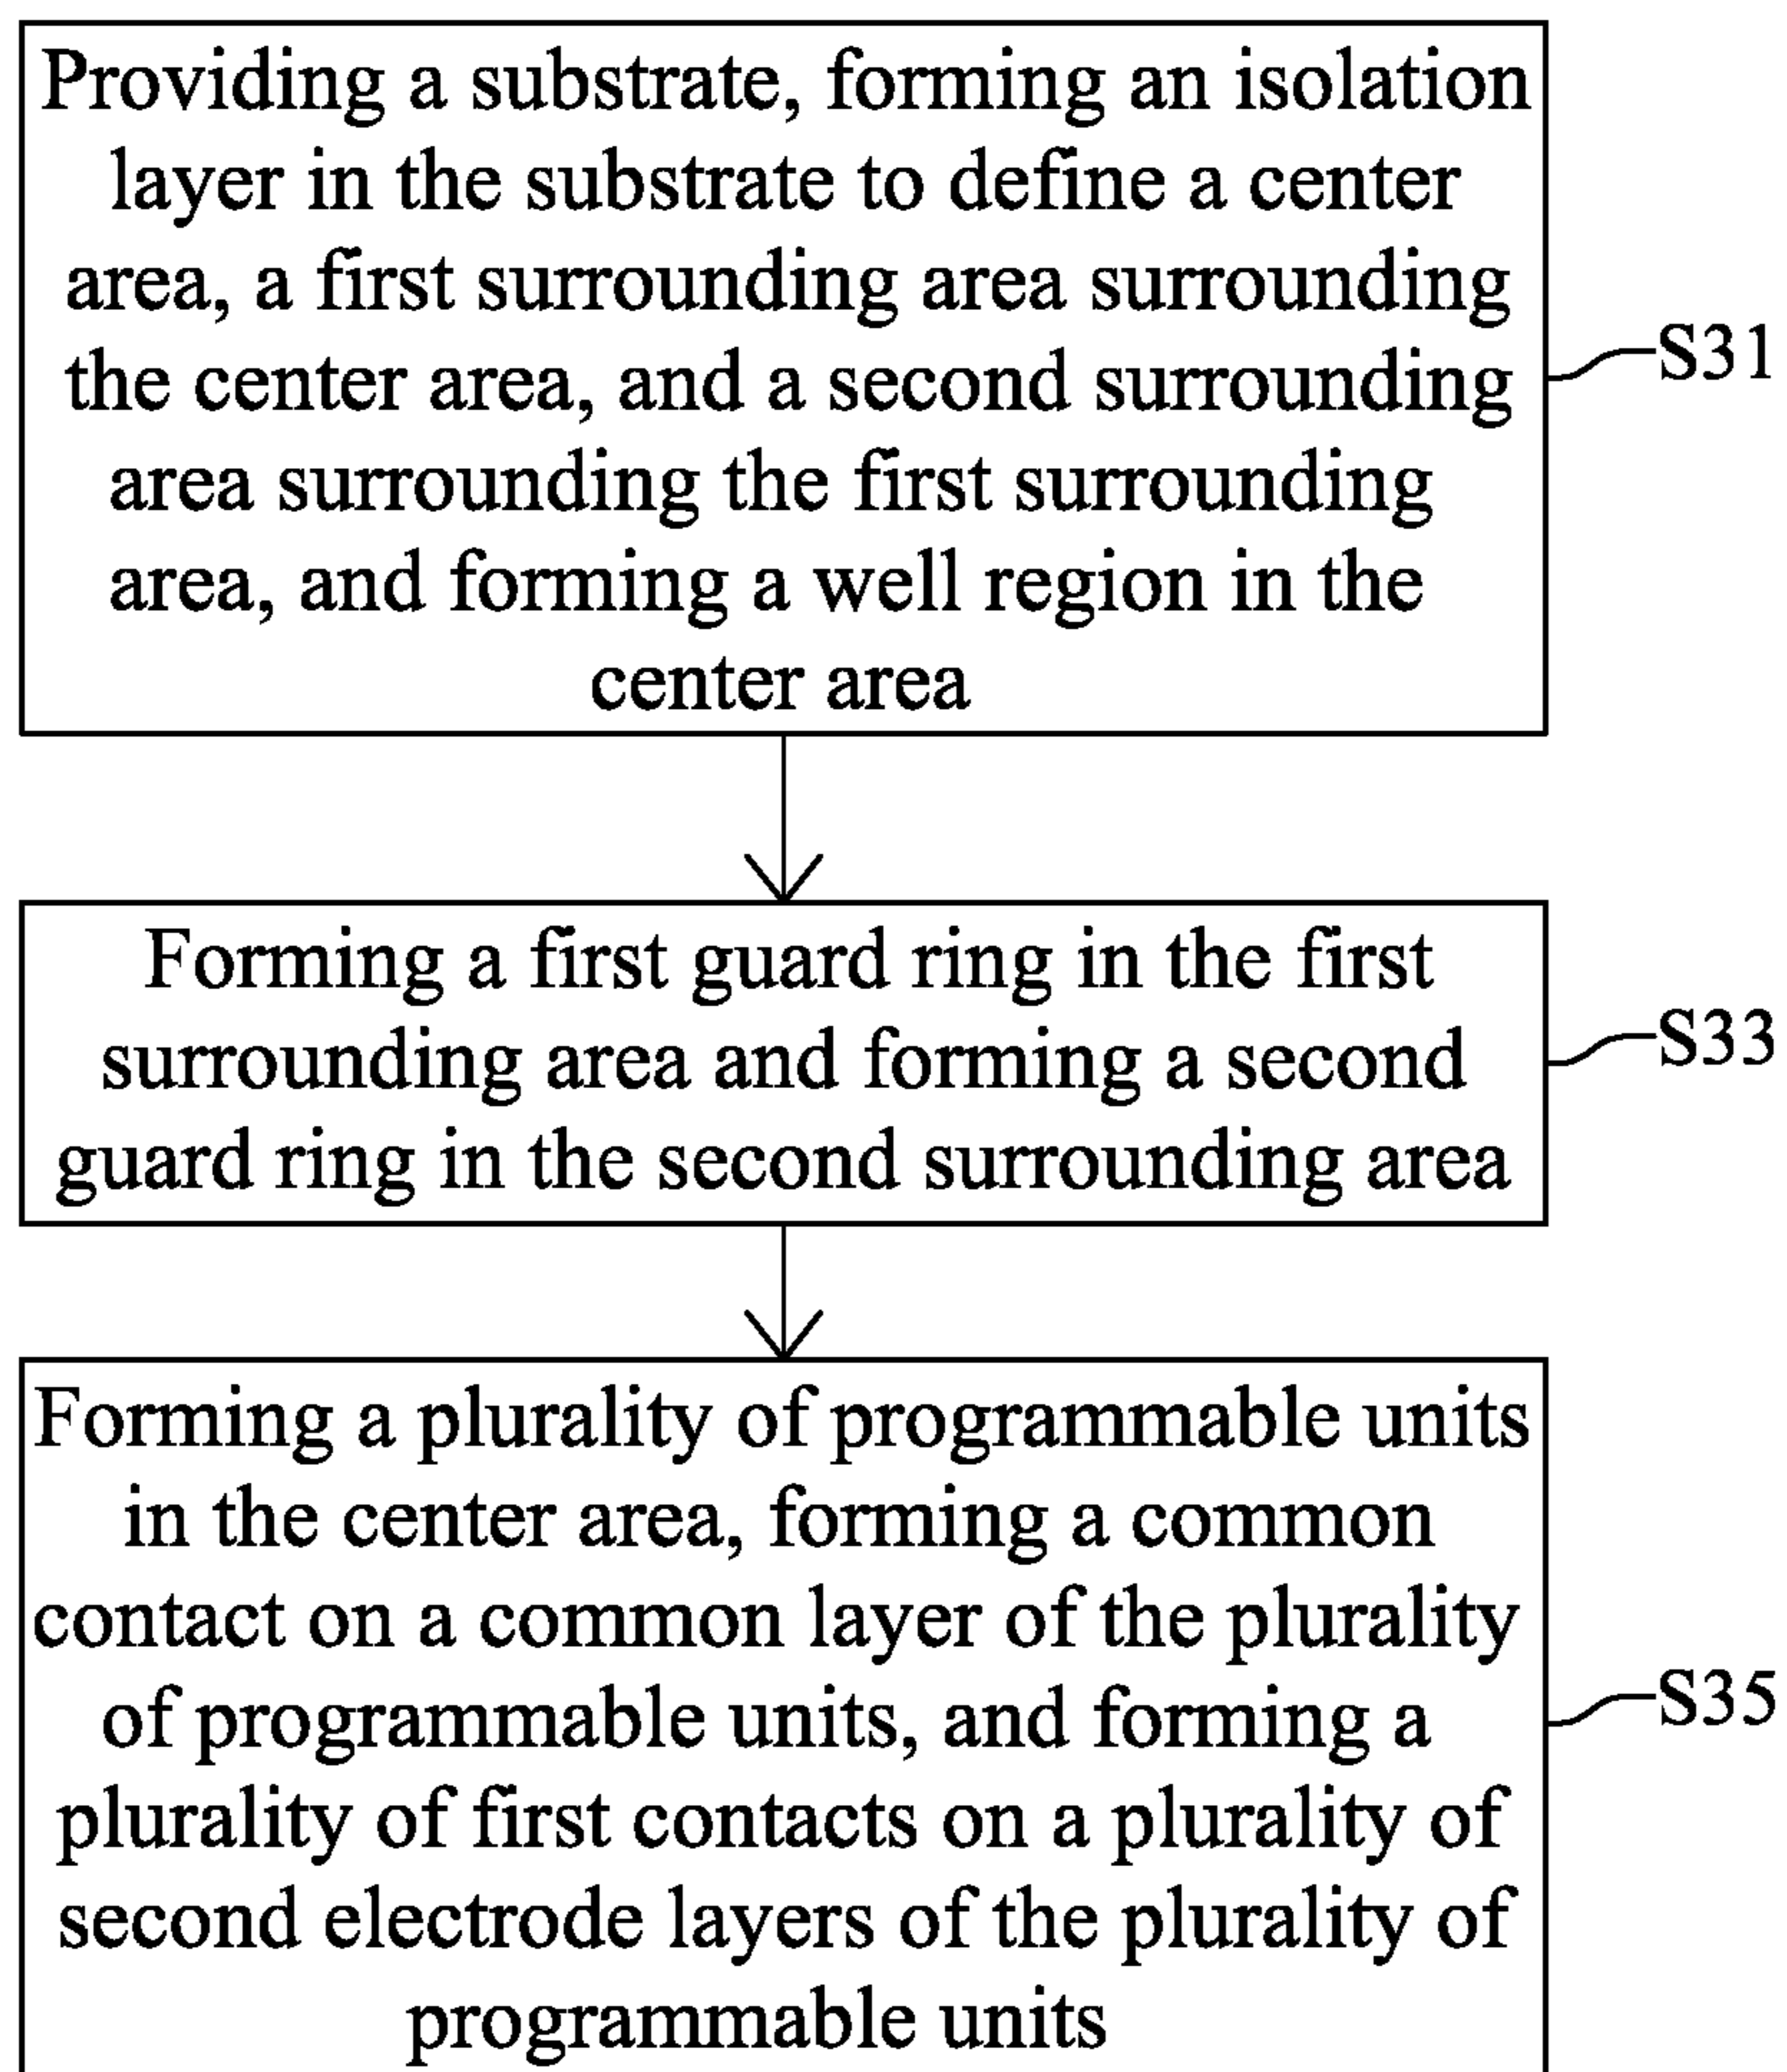 Providing a substrate, forming an isolation
layer in the substrate to define a center
area, a first surrounding area surrounding
the center area, and a second surrounding
area surrounding the first surrounding
area, and forming a well region in the
center area
S31
Forming a first guard ring in the first
surrounding area and forming a second
guard ring in the second surrounding area
S33
Forming a plurality of programmable units
in the center area, forming a common
contact on a common layer of the plurality
of programmable units, and forming a
plurality of first contacts on a plurality of
second electrode layers of the plurality of
programmable units
S35